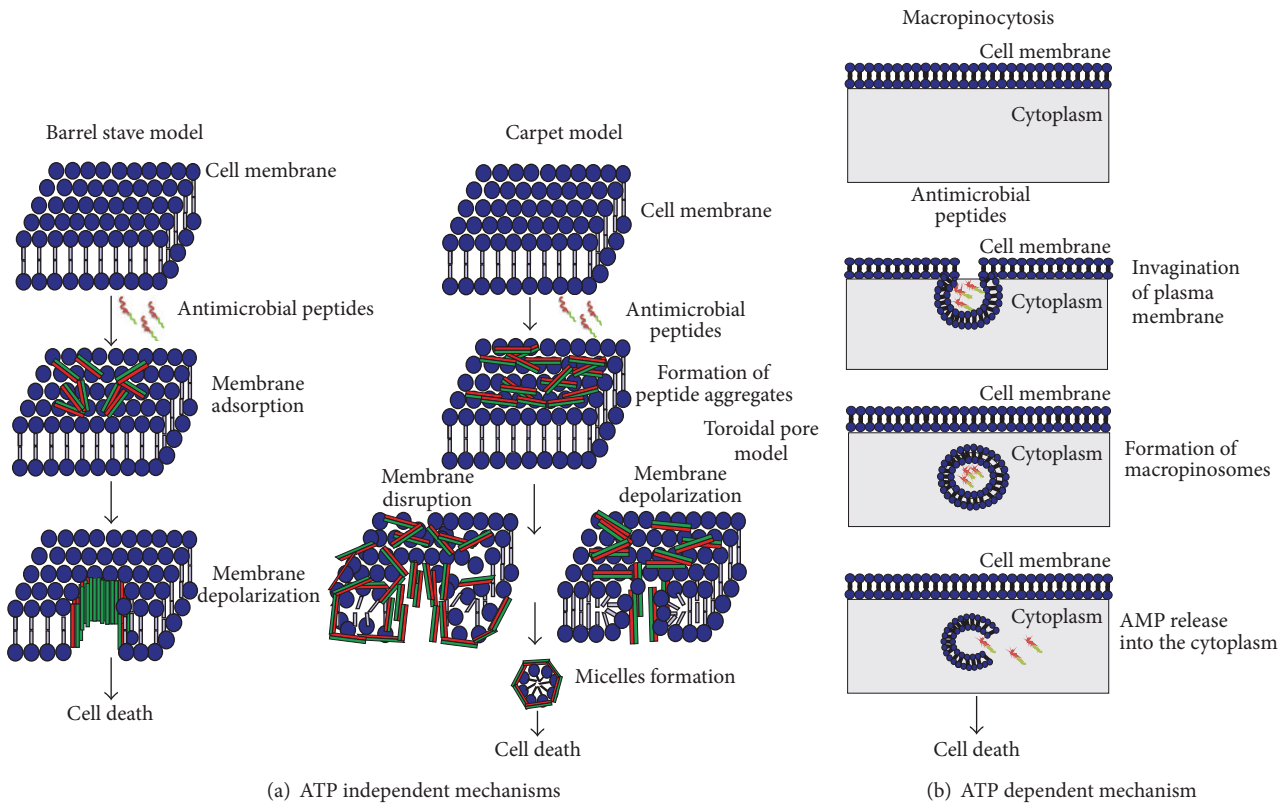 Barrel stave model
Cell membrane
Antimicrobial peptides
Membrane
adsorption
Membrane
depolarization
Cell death
Carpet model
Cell membrane
Antimicrobial
peptides
Formation of
peptide aggregates
Toroidal pore
model
Membrane
disruption
Membrane
depolarization
Micelles formation
Cell death
(a) ATP independent mechanisms
Macropinocytosis
Cell membrane
Cytoplasm
Antimicrobial
peptides
Cell membrane
Cytoplasm
Invagination
of plasma
membrane
Cell membrane
Cytoplasm
Formation of
macropinosomes
Cell membrane
Cytoplasm
AMP release
into the cytoplasm
Cell death
(b) ATP dependent mechanism